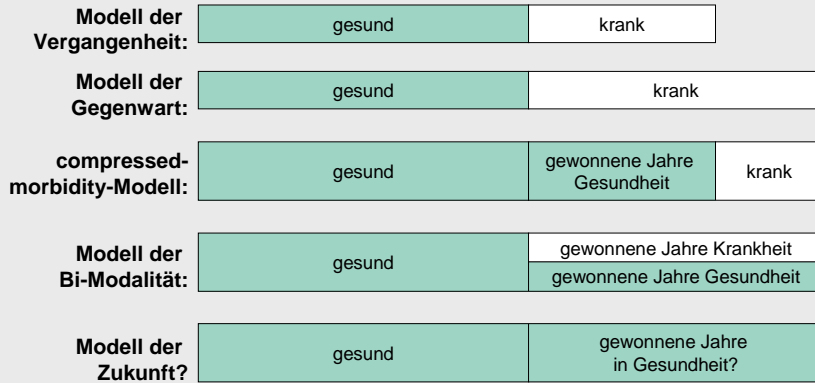 Modell der
Vergangenheit:
gesund
krank
Modell der
Gegenwart:
gesund
krank
compressed-
morbidity-Modell:
gesund
gewonnene Jahre
Gesundheit
krank
Modell der
Bi-Modalität:
gesund
gewonnene Jahre Krankheit
gewonnene Jahre Gesundheit
Modell der
Zukunft?
gesund
gewonnene Jahre
in Gesundheit?